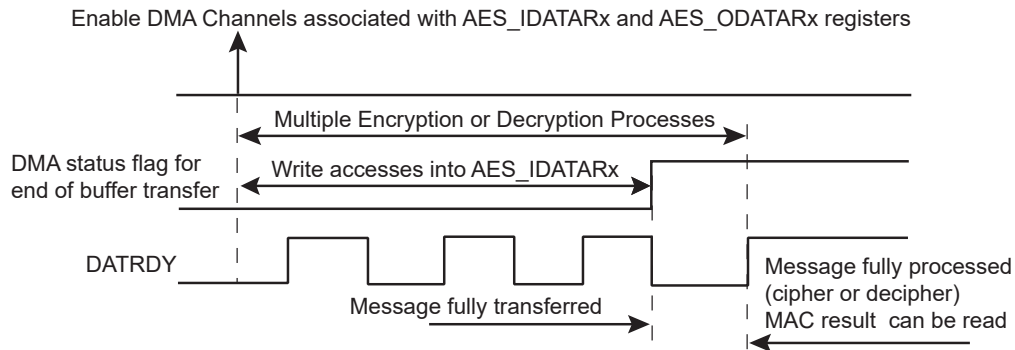 Enable DMA Channels associated with AES_IDATARx and AES_ODATARx registers
Multiple Encryption or Decryption Processes
DMA status flag for
end of buffer transfer
Write accesses into AES_IDATARx
DATRDY
Message fully transferred
Message fully processed
(cipher or decipher)
MAC result can be read